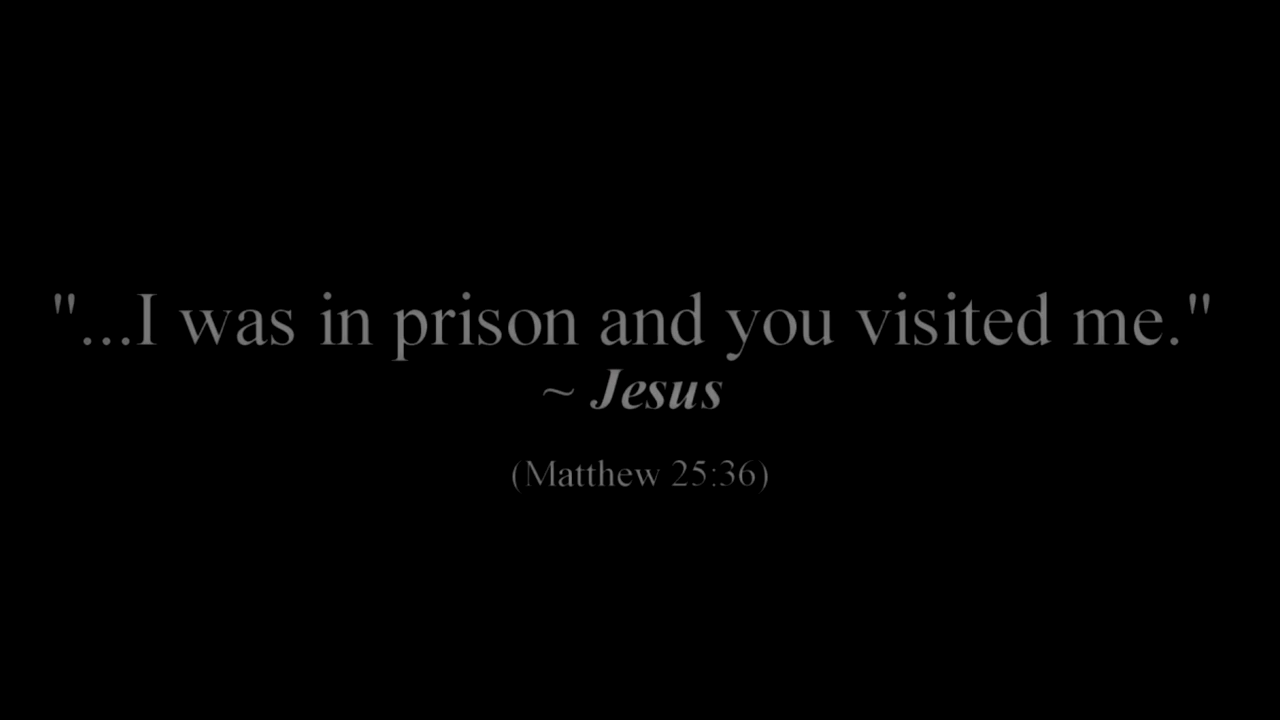 "...I was in prison and you visited me."
~ Jesus
(Matthew 25:36)